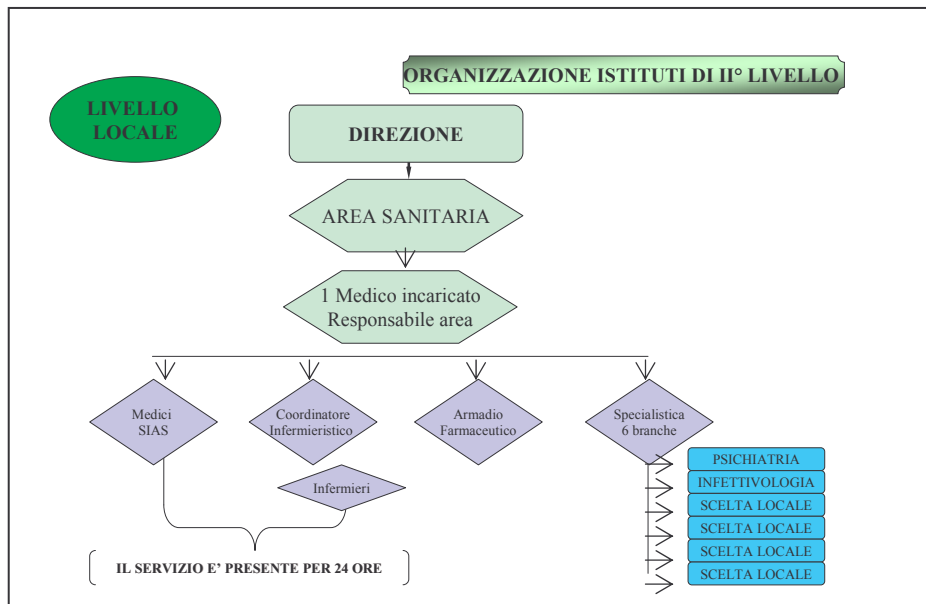 ORGANIZZAZIONE ISTITUTI DI II° LIVELLO
LIVELLO
LOCALE
DIREZIONE
AREA SANITARIA
1 Medico incaricato
Responsabile area
Medici
SIAS
Coordinatore
Infermieristico
Armadio
Farmaceutico
Specialistica
6 branche
Infermieri
PSICHIATRIA
INFETTIVOLOGIA
SCELTA LOCALE
SCELTA LOCALE
SCELTA LOCALE
SCELTA LOCALE
IL SERVIZIO E’ PRESENTE PER 24 ORE